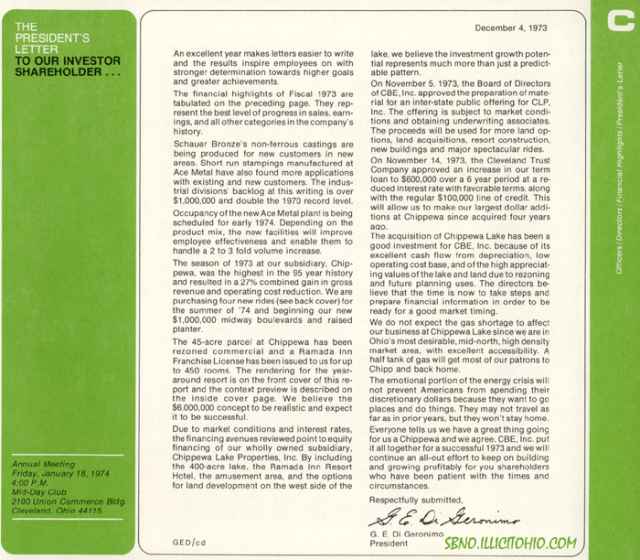 THE
PRESIDENT'S
LETTER
TO OUR INVESTOR
SHAREHOLDER . . .
Annual Meeting
Friday, January 18, 1974
4:00 P.M.
Mid-Day Club
2100 Union Commerce Bldg.
Cleveland, Ohio 44115
December 4, 1973
An excellent year makes letters easier to write
and the results inspire employees on with
stronger determination towards higher goals
and greater achievements.
The financial highlights of Fiscal 1973 are
tabulated on the preceding page. They rep-
resent the best level of progress in sales, earn-
ings, and all other categories in the company's
history.
Schauer Bronze's non-ferrous castings are
being produced for new customers in new
areas. Short run stampings manufactured at
Ace Metal have also found more applications
with existing and new customers. The indus-
trial divisions' backlog at this writing is over
$1,000,000 and double the 1970 record level.
Occupancy of the new Ace Metal plant is being
scheduled for early 1974. Depending on the
product mix, the new facilities will improve
employee effectiveness and enable them to
handle a 2 to 3 fold volume increase.
The season of 1973 at our subsidiary, Chip-
pewa, was the highest in the 95 year history
and resulted in a 27% combined gain in gross
revenue and operating cost reduction. We are
purchasing four new rides (see back cover) for
the summer of '74 and beginning our new
$1,000,000 midway boulevards and raised
planter.
The 45-acre parcel at Chippewa has been
rezoned commercial and a Ramada Inn
Franchise License has been issued to us for up
to 450 rooms. The rendering for the year-
around resort is on the front cover of this re-
port and the context preview is described on
the inside cover page. We believe the
$6,000,000 concept to be realistic and expect
it to be successful.
Due to market conditions and interest rates,
the financing avenues reviewed point to equity
financing of our wholly owned subsidiary,
Chippewa Lake Properties, Inc. By including
the 400-acre lake, the Ramada Inn Resort
Hotel, the amusement area, and the options
for land development on the west side of the
GED/cd
lake, we believe the investment growth poten-
tial represents much more than just a predict-
able pattern.
On November 5, 1973, the Board of Directors
of CBE, Inc. approved the preparation of mate-
rial for an inter-state public offering for CLP,
Inc. The offering is subject to market condi-
tions and obtaining underwriting associates.
The proceeds will be used for more land op-
tions, land acquisitions, resort construction,
new buildings and major spectacular rides.
On November 14, 1973, the Cleveland Trust
Company approved an increase in our term
loan to $600,000 over a 6 year period at a re-
duced interest rate with favorable terms, along
with the regular $100,000 line of credit. This
will allow us to make our largest dollar addi-
tions at Chippewa since acquired four years
ago.
The acquisition of Chippewa Lake has been a
good investment for CBE, Inc. because of its
excellent cash flow from depreciation, low
operating cost base, and of the high appreciat-
ing values of the lake and land due to rezoning
and future planning uses. The directors be-
lieve that the time is now to take steps and
prepare financial information in order to be
ready for a good market timing.
We do not expect the gas shortage to affect
our business at Chippewa Lake since we are in
Ohio's most desirable, mid-north, high density
market area, with excellent accessibility. A
half tank of gas will get most of our patrons to
Chipp and back home.
The emotional portion of the energy crisis will
not prevent Americans from spending their
discretionary dollars because they want to go
places and do things. They may not travel as
far as in prior years, but they won't stay home.
Everyone tells us we have a great thing going
for us a Chippewa and we agree. CBE, Inc. put
it all together for a successful 1973 and we will
continue an all-out effort to keep on building
and growing profitably for you shareholders
who have been patient with the times and
circumstances.
Respectfully submitted,
G E Di Geronimo
G. E. Di Geronimo
President
SBNO.ILLICITOHIO.COM
C
Officers / Directors / Financial Highlights / President's Letter